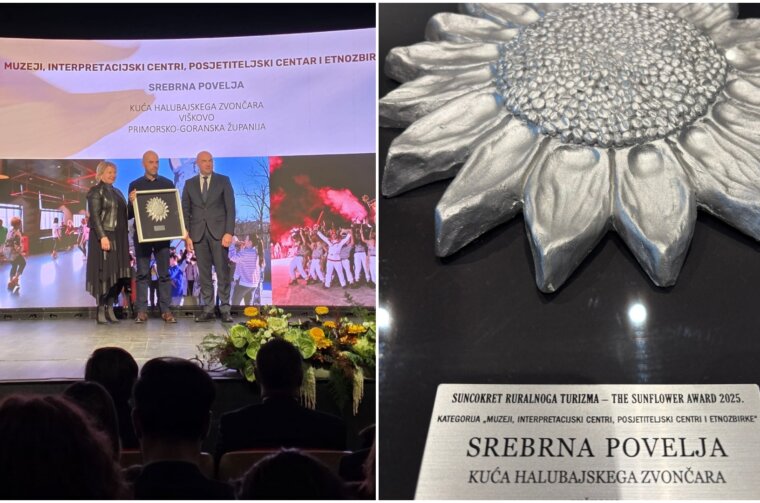 MUZEJI, INTERPRETACIJSKI CENTRI, POSJETITELJSKI CENTAR I ETNOZBIRK
SREBRNA POVELJA
KUĆA HALUBAJSKEGA ZVONČARA
VIŠKOVO
PRIMORSKO-GORANSKA ŽUPANIJA
SUNCOKRET RURALNOGA TURIZMA – THE SUNFLOWER AWARD 2025.
KATEGORIJA „MUZEJI, INTERPRETACIJSKI CENTRI, POSJETITELJSKI CENTRI I ETNOZBIRKE"
SREBRNA POVELJA
KUĆA HALUBAJSKEGA ZVONČARA